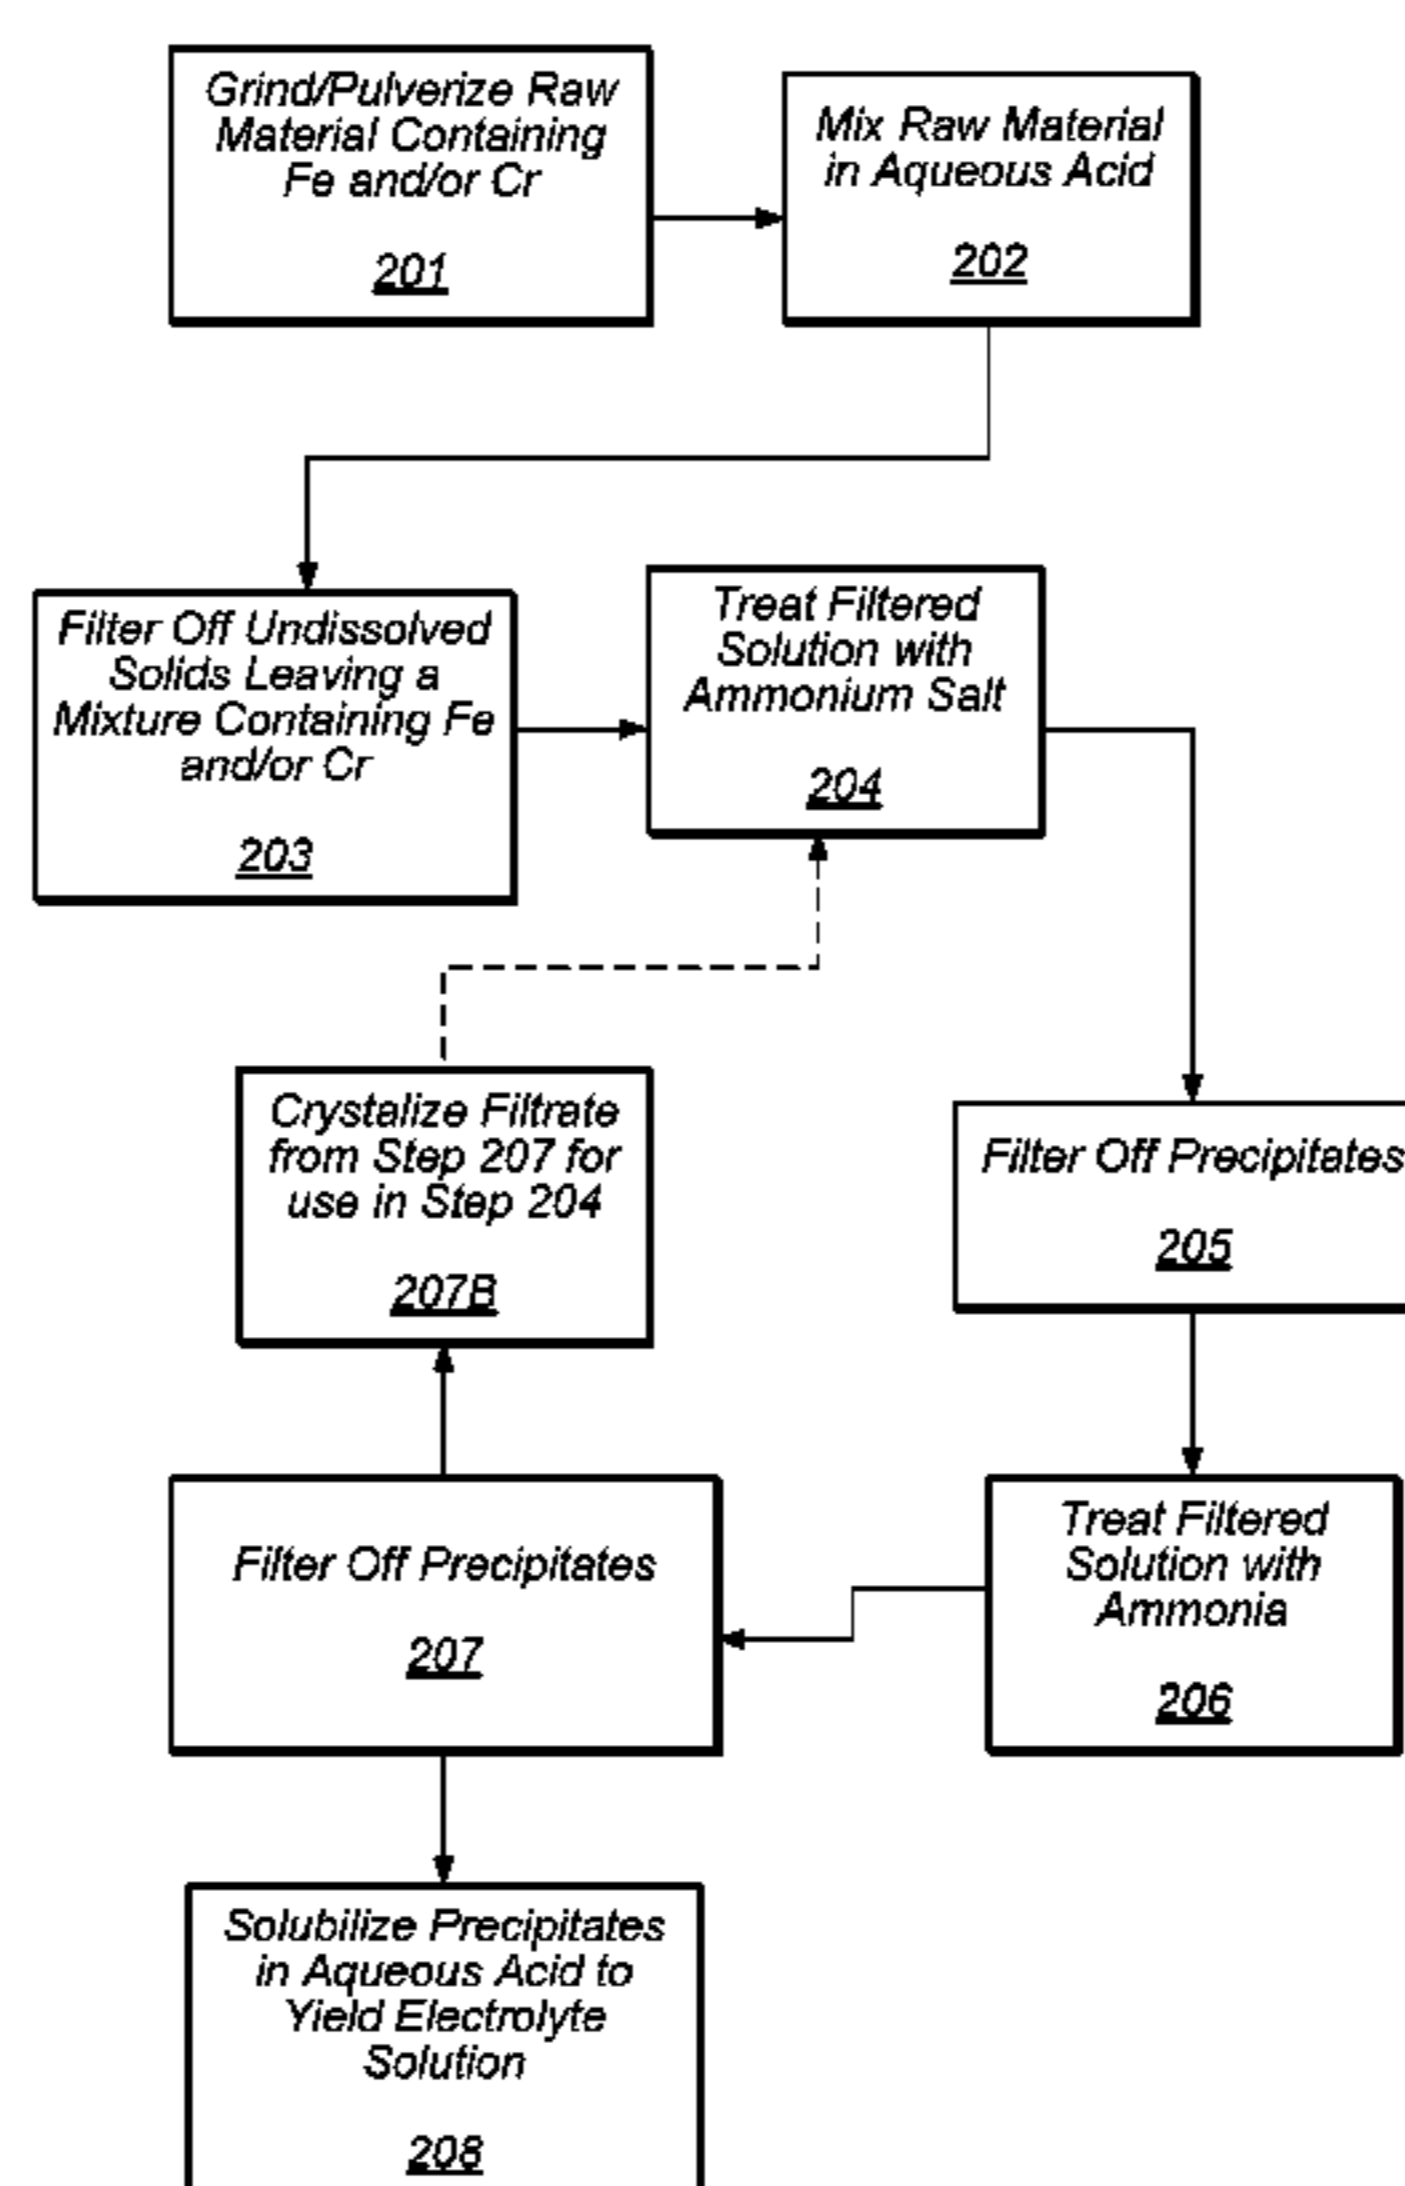 Grind/Pulverize Raw
Material Containing
Fe and/or Cr
201
Mix Raw Material
in Aqueous Acid
202
Filter Off Undissolved
Solids Leaving a
Mixture Containing Fe
and/or Cr
203
Treat Filtered
Solution with
Ammonium Salt
204
Crystalize Filtrate
from Step 207 for
use in Step 204
207B
Filter Off Precipitates
205
Filter Off Precipitates
207
Treat Filtered
Solution with
Ammonia
206
Solubilize Precipitates
in Aqueous Acid to
Yield Electrolyte
Solution
208